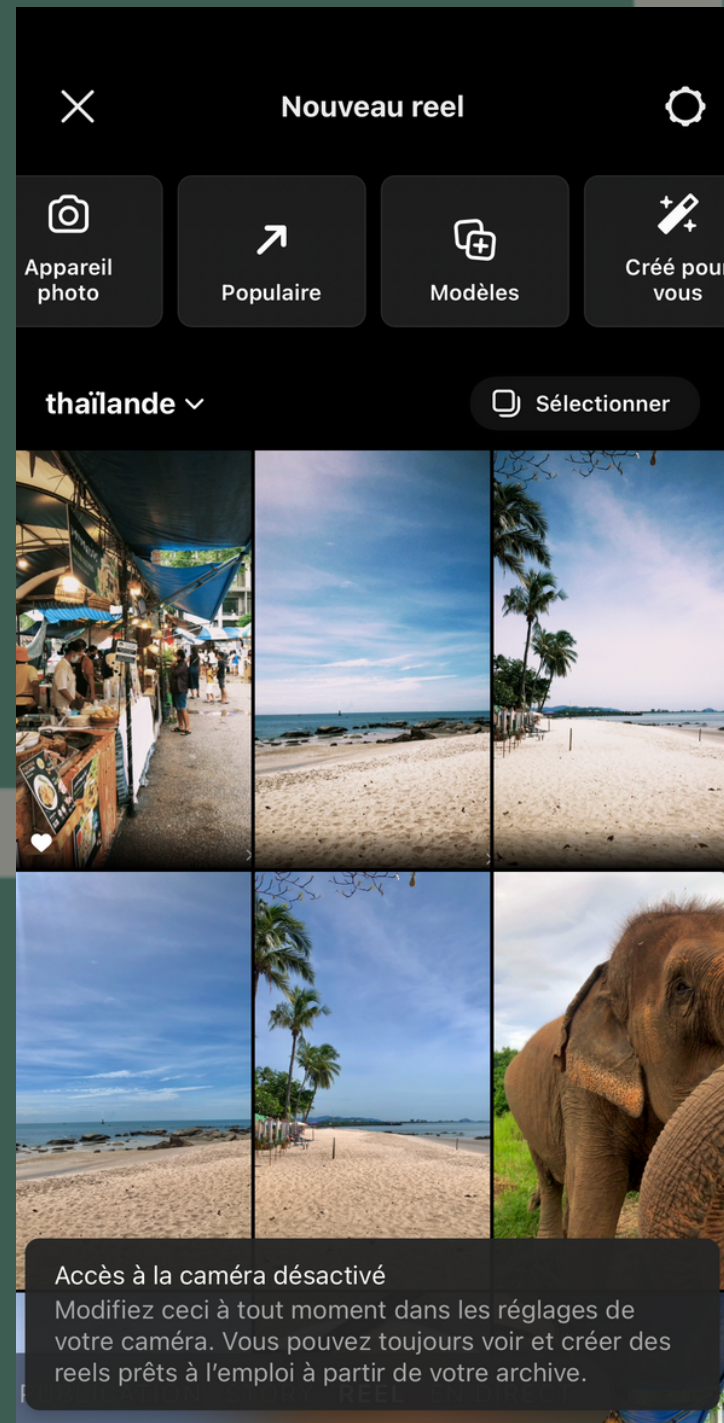 Nouveau reel
Appareil
photo
Populaire
Modèles
Créé pour
vous
thaïlande
Sélectionner
Accès à la caméra désactivé
Modifiez ceci à tout moment dans les réglages de
votre caméra. Vous pouvez toujours voir et créer des
reels prêts à l’emploi à partir de votre archive.
REEL